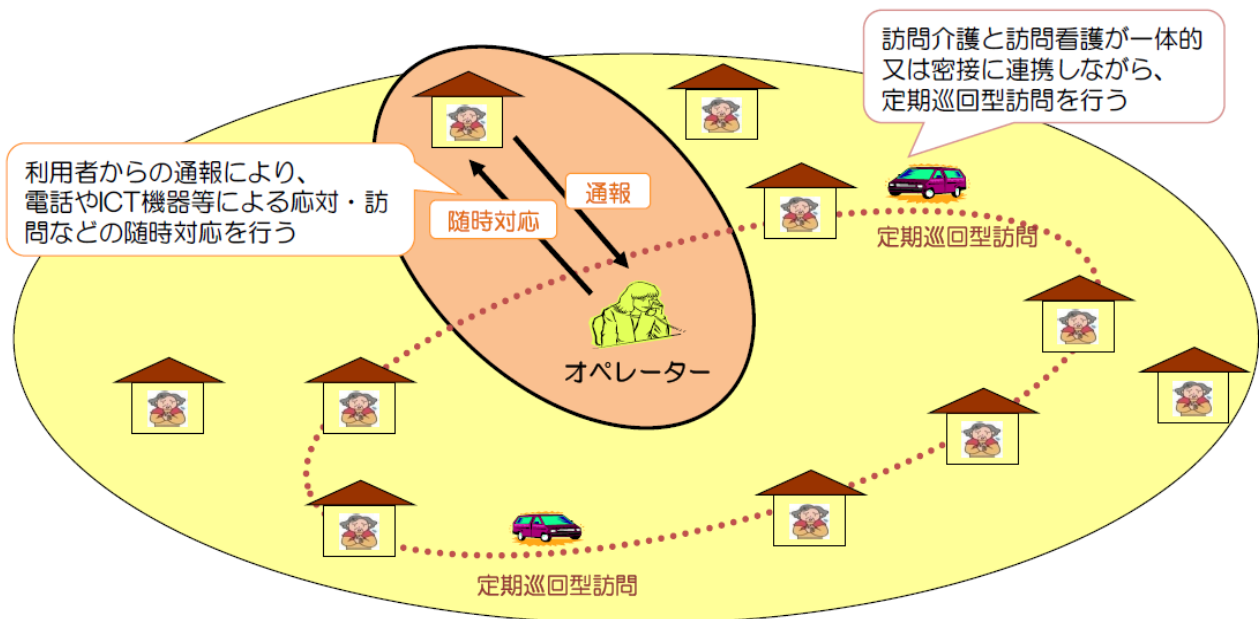 訪問介護と訪問看護が一体的
又は密接に連携しながら、
定期巡回型訪問を行う
利用者からの通報により、
電話やICT機器等による応対・訪
問などの随時対応を行う
通報
随時対応
定期巡回型訪問
オペレーター
定期巡回型訪問